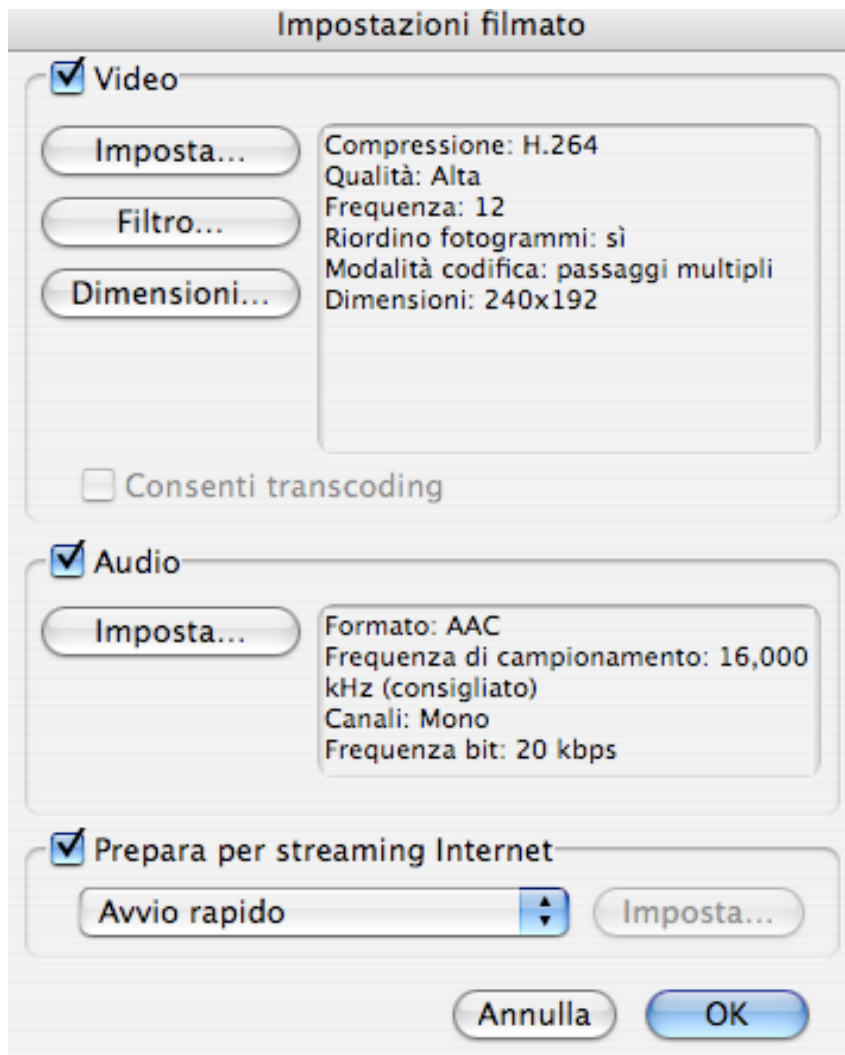 Impostazioni filmato
Video
Imposta...
Compressione: H.264
Qualità: Alta
Filtro...
Frequenza: 12
Riordino fotogrammi: sì
Modalità codifica: passaggi multipli
Dimensioni...
Dimensioni: 240x192
Consenti transcoding
Audio
Imposta...
Formato: AAC
Frequenza di campionamento: 16,000
kHz (consigliato)
Canali: Mono
Frequenza bit: 20 kbps
Prepara per streaming Internet
Avvio rapido
Imposta...
Annulla
OK